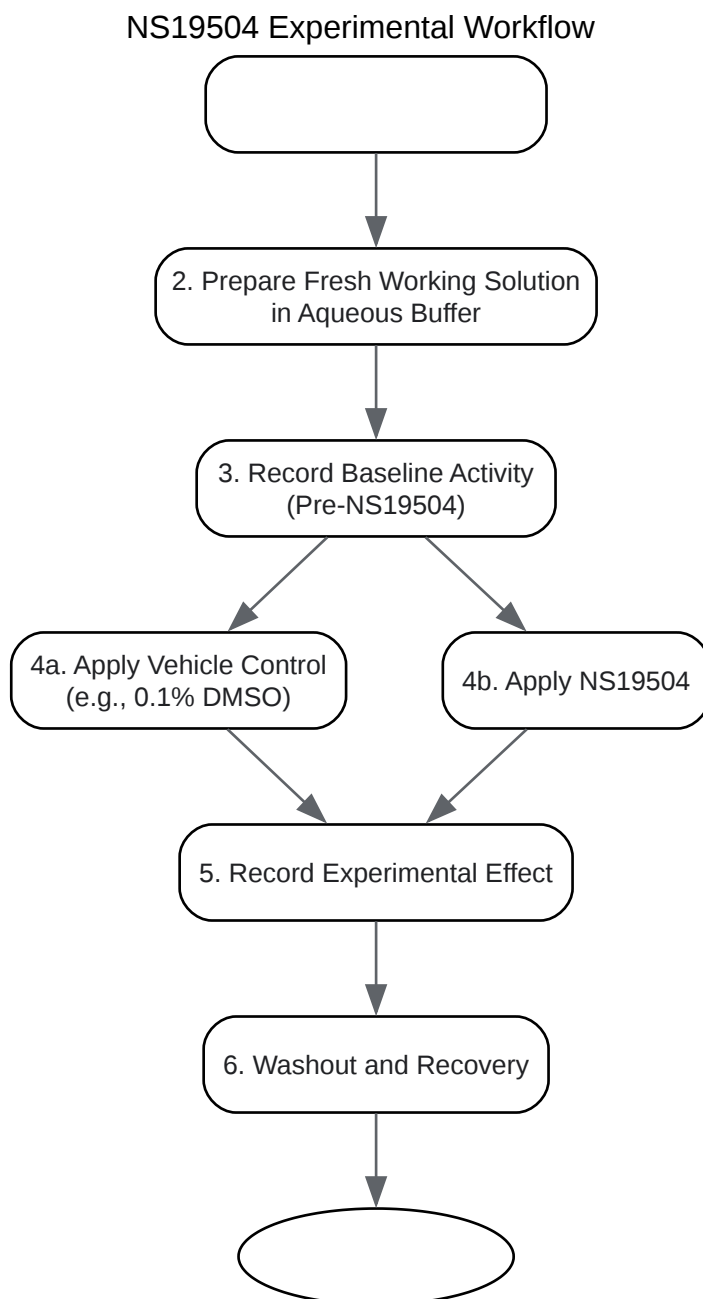 NS19504 Experimental Workflow
2. Prepare Fresh Working Solution
in Aqueous Buffer
3. Record Baseline Activity
(Pre-NS19504)
4a. Apply Vehicle Control
(e.g., 0.1% DMSO)
4b. Apply NS19504
5. Record Experimental Effect
6. Washout and Recovery